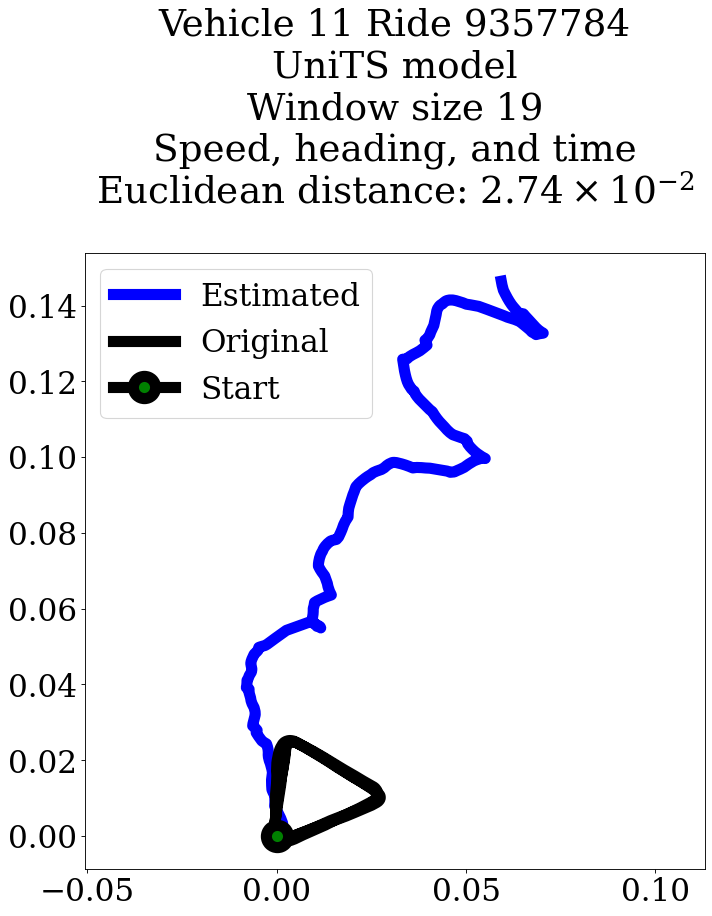 Vehicle 11 Ride 9357784
UniTS model
Window size 19
Speed, heading, and time
Euclidean distance: 2.74 × 10⁻²
Estimated
Original
Start
0.14
0.12
0.10
0.08
0.06
0.04
0.02
0.00
−0.05 0.00 0.05 0.10